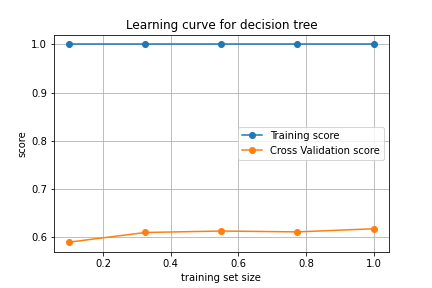 Learning curve for decision tree
1.0
0.9
0.8
0.7
0.6
score
Training score
Cross Validation score
0.2 0.4 0.6 0.8 1.0
training set size